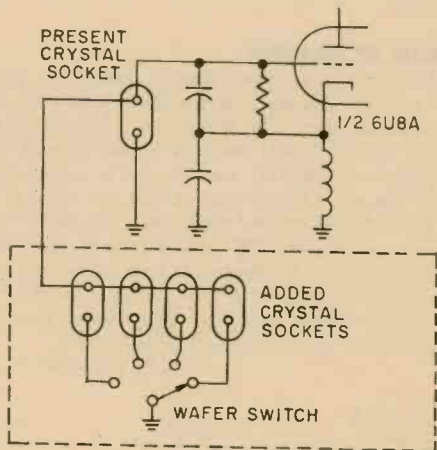 PRESENT
CRYSTAL
SOCKET
1/2 6U8A
ADDED
CRYSTAL
SOCKETS
WAFER SWITCH